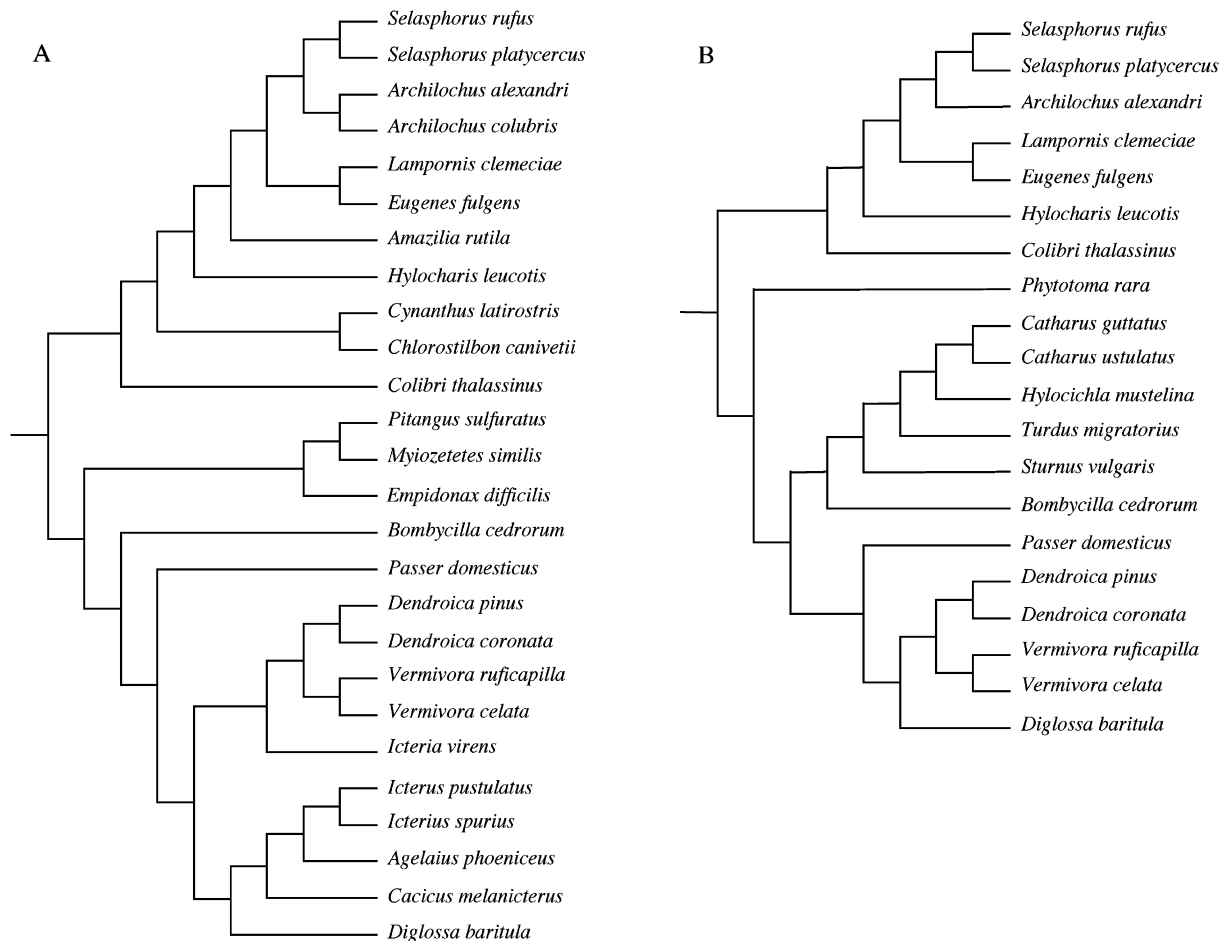 A
Selasphorus rufus
Selasphorus platycercus
Archilochus alexandri
Archilochus colubris
Lampornis clemeciae
Eugenes fulgens
Amazilia rutila
Hylocharis leucotis
Cynanthus latirostris
Chlorostilbon canivetii
Colibri thalassinus
Pitangus sulfuratus
Myiozetetes similis
Empidonax difficilis
Bombycilla cedrorum
Passer domesticus
Dendroica pinus
Dendroica coronata
Vermivora ruficapilla
Vermivora celata
Icteria virens
Icterus pustulatus
Icterius spurius
Agelaius phoeniceus
Cacicus melanicterus
Diglossa baritula
B
Selasphorus rufus
Selasphorus platycercus
Archilochus alexandri
Lampornis clemeciae
Eugenes fulgens
Hylocharis leucotis
Colibri thalassinus
Phytotoma rara
Catharus guttatus
Catharus ustulatus
Hylocichla mustelina
Turdus migratorius
Sturnus vulgaris
Bombycilla cedrorum
Passer domesticus
Dendroica pinus
Dendroica coronata
Vermivora ruficapilla
Vermivora celata
Diglossa baritula